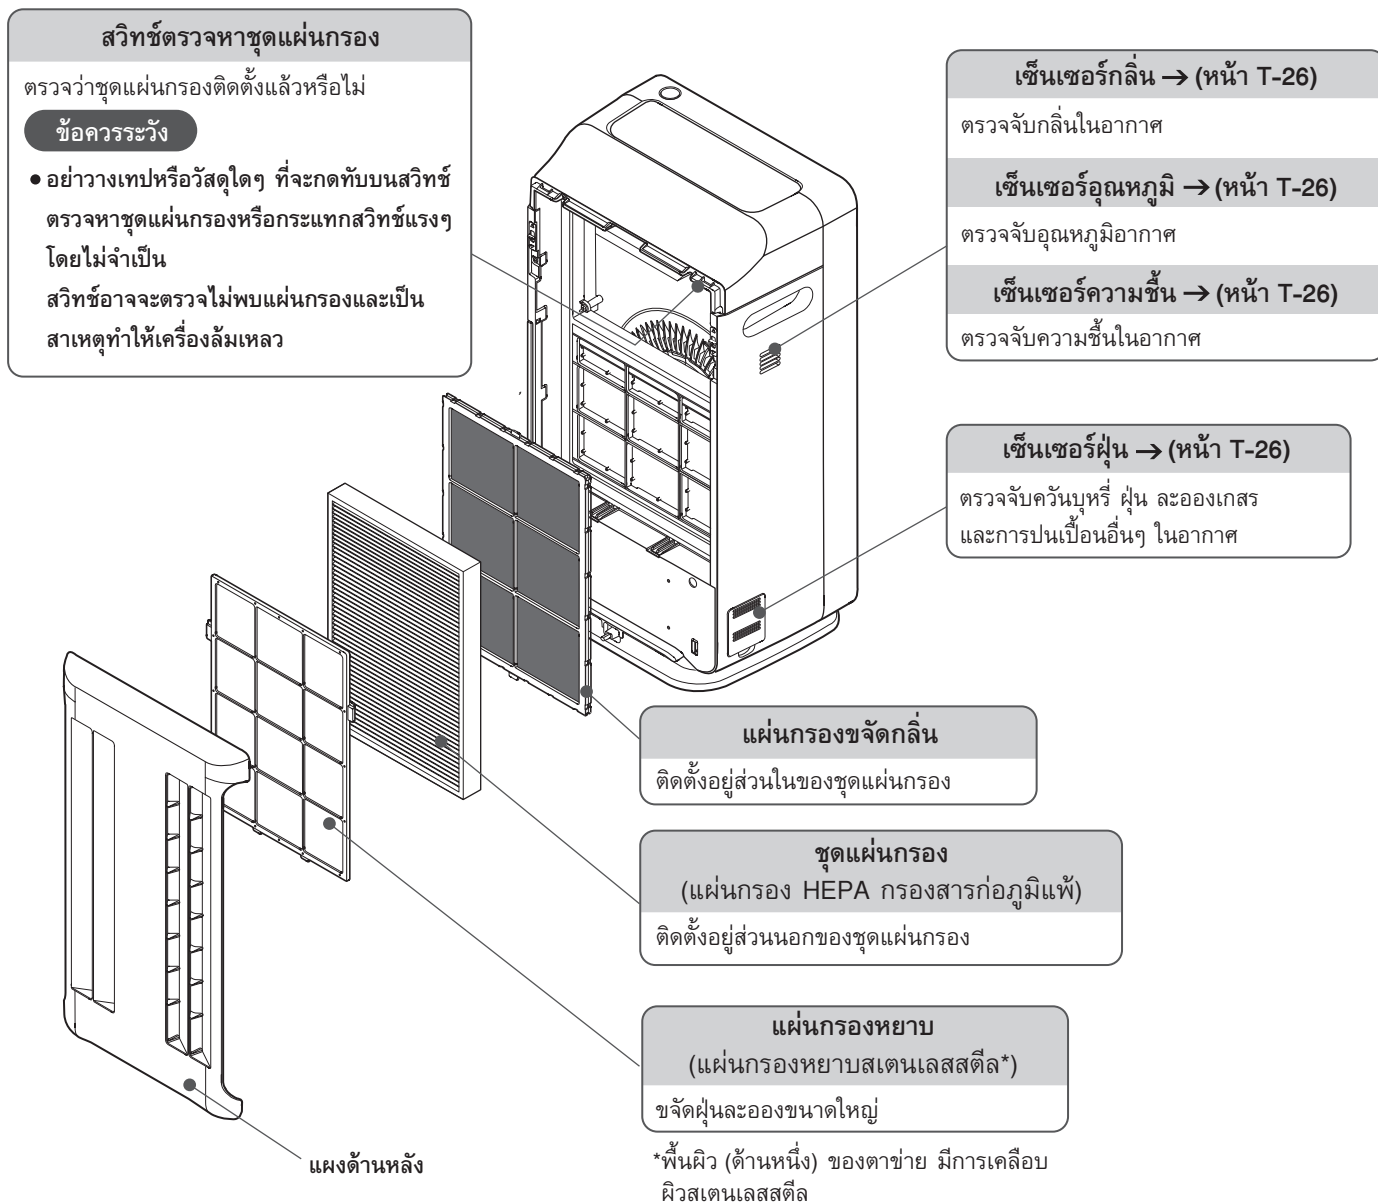 สวิทช์ตรวจหาชุดแผ่นกรอง
ตรวจว่าชุดแผ่นกรองติดตั้งแล้วหรือไม่
ข้อควรระวัง
● อย่าวางเทปหรือวัสดุใดๆ ที่จะกดทับบนสวิทช์
ตรวจหาชุดแผ่นกรองหรือกระแทกสวิทช์แรงๆ
โดยไม่จำเป็น
สวิทช์อาจจะตรวจไม่พบแผ่นกรองและเป็น
สาเหตุทำให้เครื่องล้มเหลว
เซ็นเซอร์กลิ่น → (หน้า T-26)
ตรวจจับกลิ่นในอากาศ
เซ็นเซอร์อุณหภูมิ → (หน้า T-26)
ตรวจจับอุณหภูมิอากาศ
เซ็นเซอร์ความชื้น → (หน้า T-26)
ตรวจจับความชื้นในอากาศ
เซ็นเซอร์ฝุ่น → (หน้า T-26)
ตรวจจับควันบุหรี่ ฝุ่น ละอองเกสร
และการปนเปื้อนอื่นๆ ในอากาศ
แผ่นกรองขจัดกลิ่น
ติดตั้งอยู่ส่วนในของชุดแผ่นกรอง
ชุดแผ่นกรอง
(แผ่นกรอง HEPA กรองสารก่อภูมิแพ้)
ติดตั้งอยู่ส่วนนอกของชุดแผ่นกรอง
แผ่นกรองหยาบ
(แผ่นกรองหยาบสเตนเลสสตีล*)
ขจัดฝุ่นละอองขนาดใหญ่
*พื้นผิว (ด้านหนึ่ง) ของตาข่าย มีการเคลือบ
ผิวสเตนเลสสตีล
แผงด้านหลัง